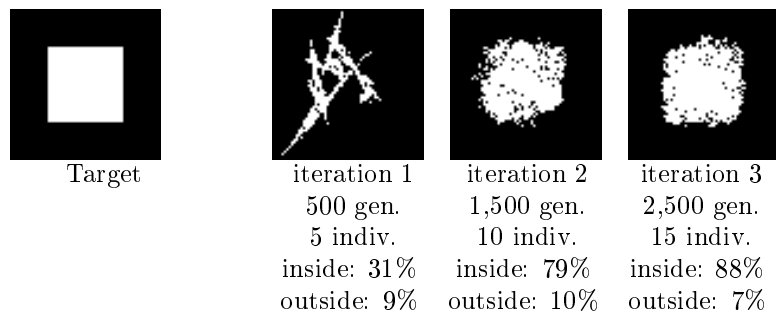 Target
iteration 1
500 gen.
5 indiv.
inside: 31%
outside: 9%
iteration 2
1,500 gen.
10 indiv.
inside: 79%
outside: 10%
iteration 3
2,500 gen.
15 indiv.
inside: 88%
outside: 7%